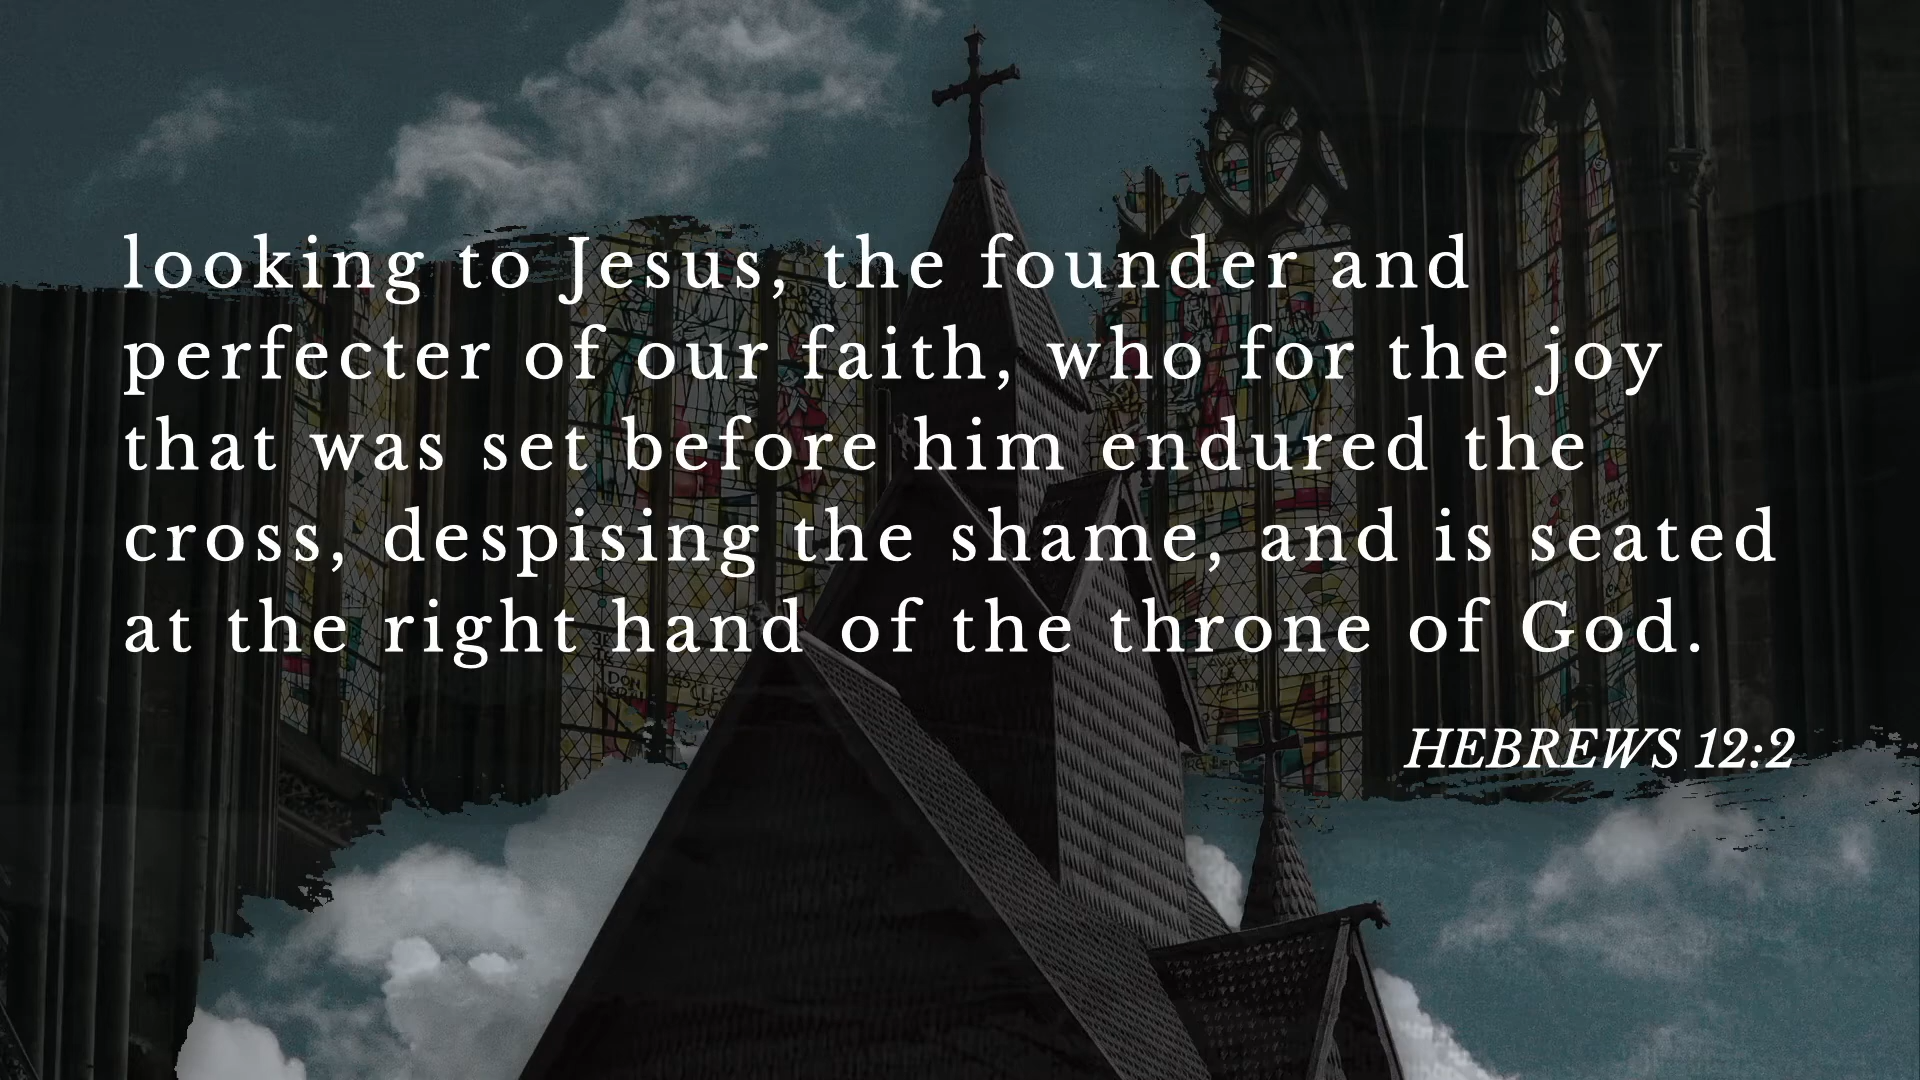 looking to Jesus, the founder and
perfecter of our faith, who for the joy
that was set before him endured the
cross, despising the shame, and is seated
at the right hand of the throne of God.
DON
HEBREWS 12:2